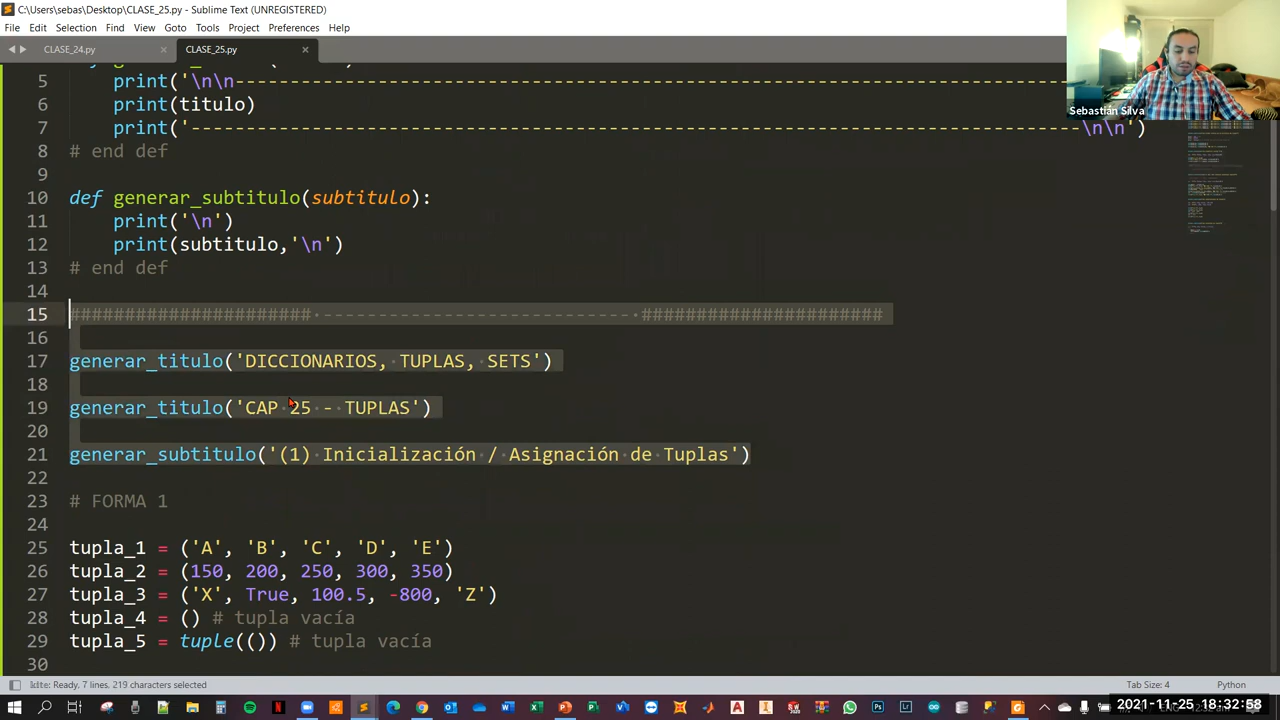 C:\Users\sebas\Desktop\CLASE_25.py - Sublime Text (UNREGISTERED)
File Edit Selection Find View Goto Tools Project Preferences Help
CLASE_24.py
CLASE_25.py
5 print('\n\n---------------------------------------------------------------------------
6 print(titulo)
7 print('---------------------------------------------------------------------------------\n\n')
8 # end def
9
10 def generar_subtitulo(subtitulo):
11 print('\n')
12 print(subtitulo,'\n')
13 # end def
14
15 ###################### ---------------------------- ######################
16
17 generar_titulo('DICCIONARIOS, TUPLAS, SETS')
18
19 generar_titulo('CAP 25 - TUPLAS')
20
21 generar_subtitulo('(1) Inicialización / Asignación de Tuplas')
22
23 # FORMA 1
24
25 tupla_1 = ('A', 'B', 'C', 'D', 'E')
26 tupla_2 = (150, 200, 250, 300, 350)
27 tupla_3 = ('X', True, 100.5, -800, 'Z')
28 tupla_4 = () # tupla vacía
29 tupla_5 = tuple(()) # tupla vacía
30
Sebastián Silva
kite: Ready, 7 lines, 219 characters selected
Tab Size: 4
Python
2021-11-25 18:32:58